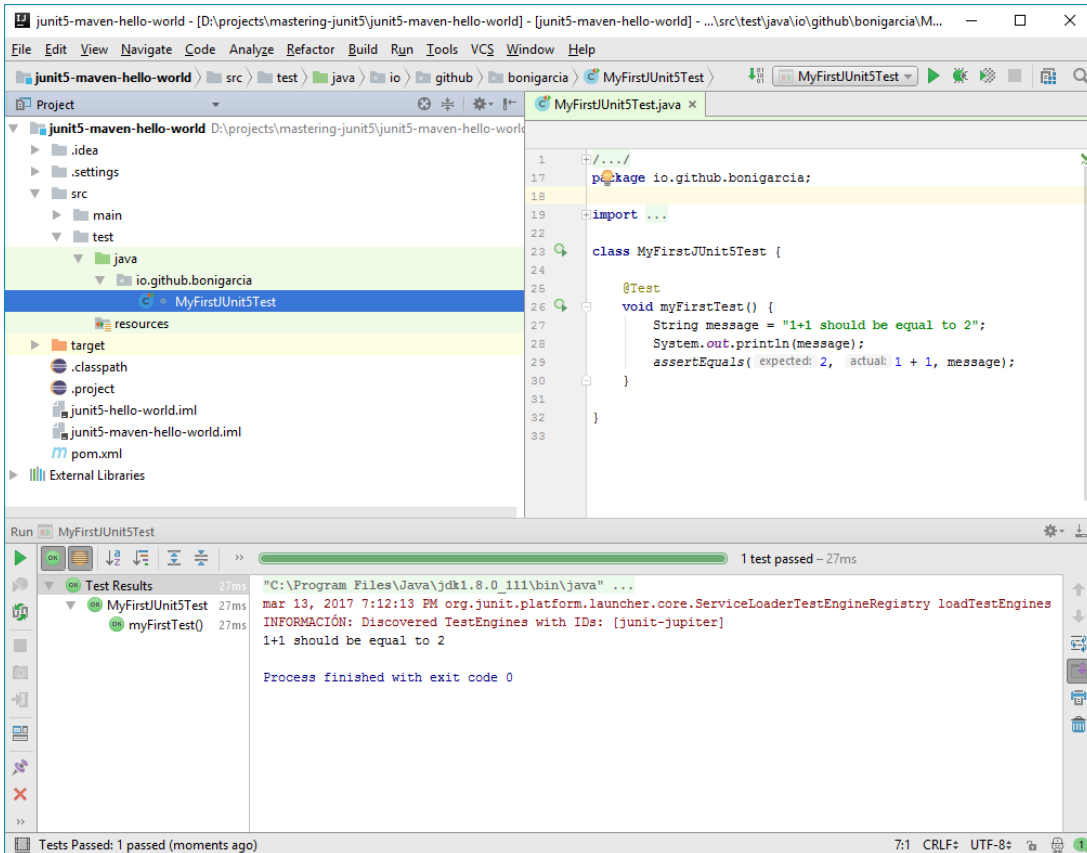 junit5-maven-hello-world - [D:\projects\mastering-junit5\junit5-maven-hello-world] - [junit5-maven-hello-world] - ...\src\test\java\io\github\bonigarcia\M...
File Edit View Navigate Code Analyze Refactor Build Run Tools VCS Window Help
junit5-maven-hello-world src test java io github bonigarcia MyFirstJUnit5Test MyFirstJUnit5Test
Project
junit5-maven-hello-world D:\projects\mastering-junit5\junit5-maven-hello-world
.idea
.settings
src
main
test
java
io.github.bonigarcia
MyFirstJUnit5Test
resources
target
.classpath
.project
junit5-hello-world.iml
junit5-maven-hello-world.iml
pom.xml
External Libraries
MyFirstJUnit5Test.java
1 /.../
17 package io.github.bonigarcia;
18
19 import ...
22
23 class MyFirstJUnit5Test {
24
25 @Test
26 void myFirstTest() {
27 String message = "1+1 should be equal to 2";
28 System.out.println(message);
29 assertEquals( expected: 2, actual: 1 + 1, message);
30 }
31
32 }
33
Run MyFirstJUnit5Test
1 test passed – 27ms
OK Test Results 27ms
OK MyFirstJUnit5Test 27ms
OK myFirstTest() 27ms
"C:\Program Files\Java\jdk1.8.0_111\bin\java" ...
mar 13, 2017 7:12:13 PM org.junit.platform.launcher.core.ServiceLoaderTestEngineRegistry loadTestEngines
INFORMACIÓN: Discovered TestEngines with IDs: [junit-jupiter]
1+1 should be equal to 2
Process finished with exit code 0
Tests Passed: 1 passed (moments ago)
7:1 CRLF UTF-8 1